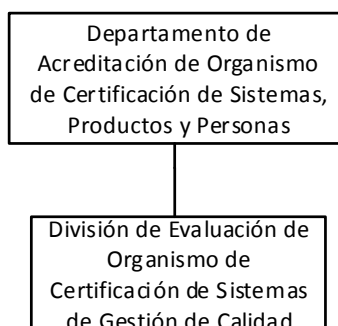 Departamento de
Acreditación de Organismo
de Certificación de Sistemas,
Productos y Personas
División de Evaluación de
Organismo de
Certificación de Sistemas
de Gestión de Calidad